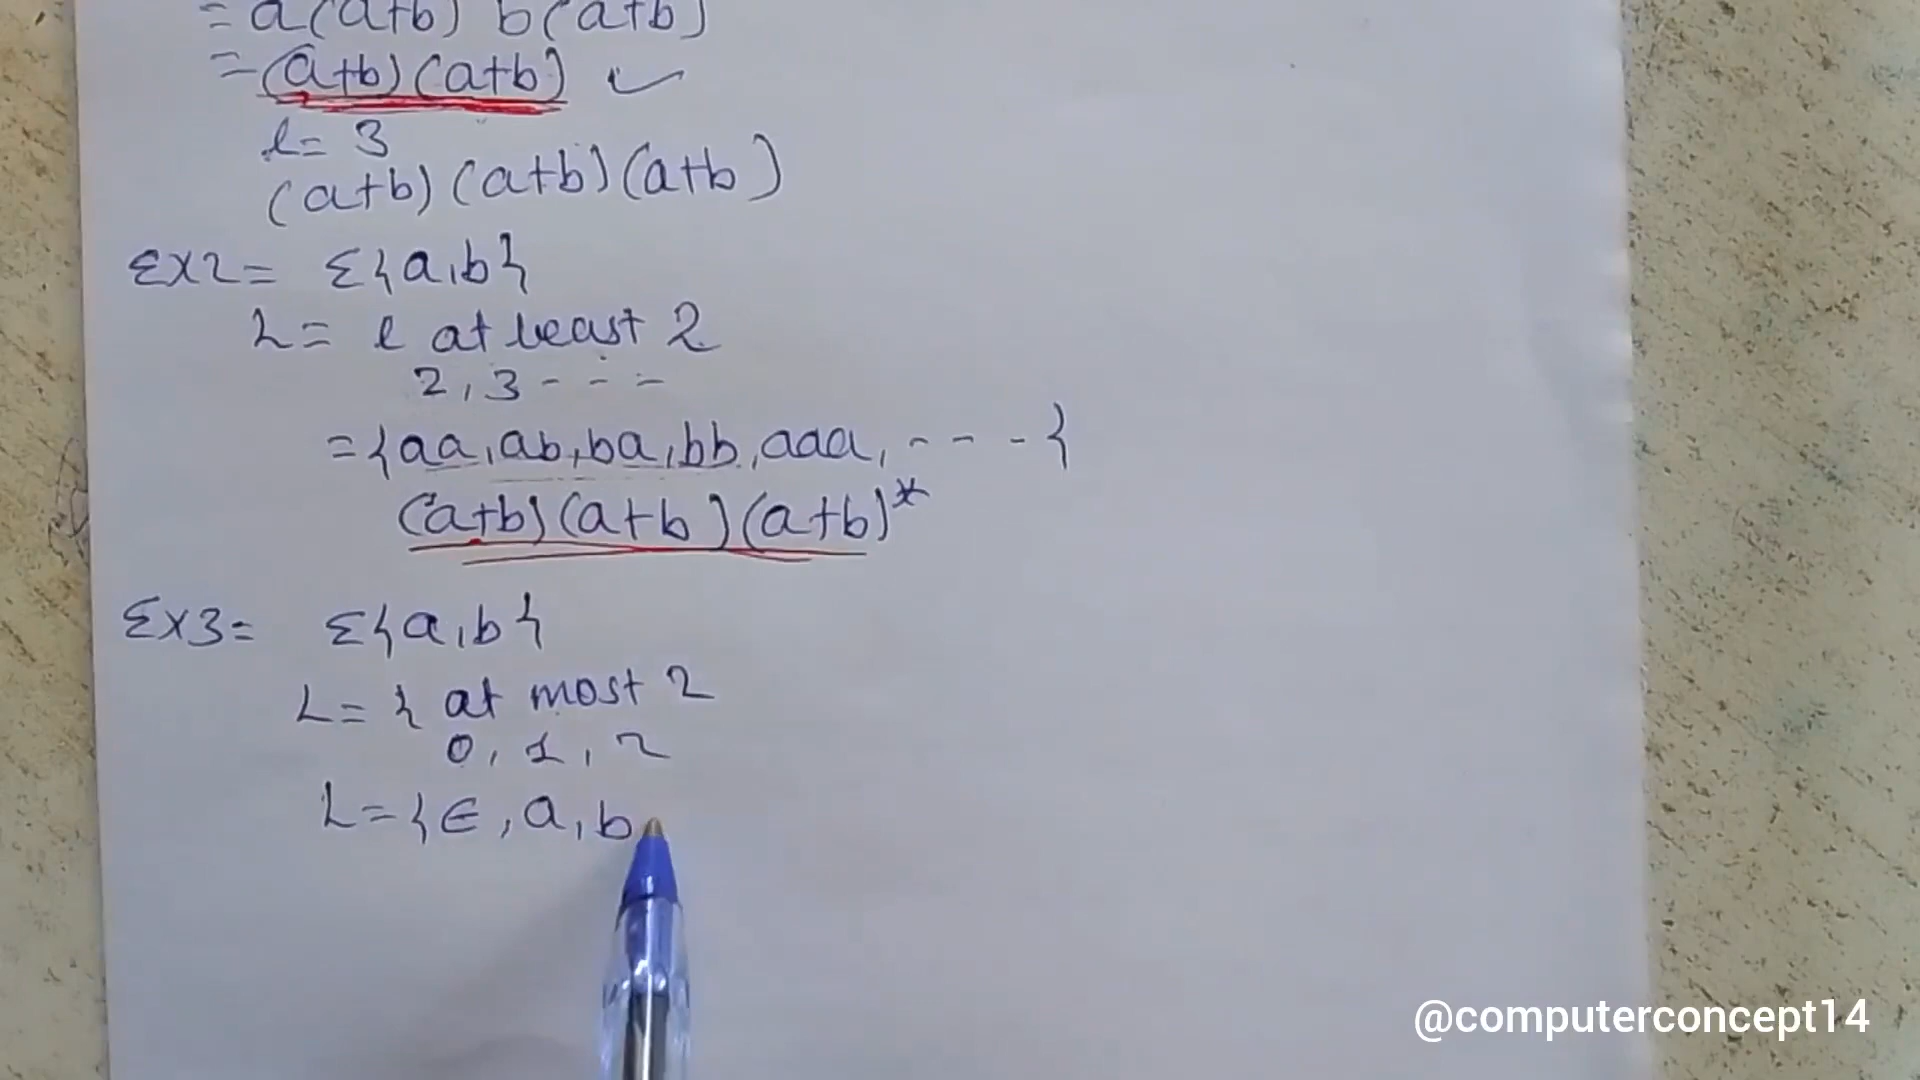 = a(a+b) b(a+b)
= (a+b)(a+b) ✓
l = 3
(a+b)(a+b)(a+b)
Ex2 = Σ{a,b}
L = l at least 2
2, 3 - - -
= {aa, ab, ba, bb, aaa, - - - {
(a+b)(a+b)(a+b)*
Ex3 = Σ{a,b}
L = { at most 2
0, 1, 2
L = {ϵ, a, b
@computerconcept14